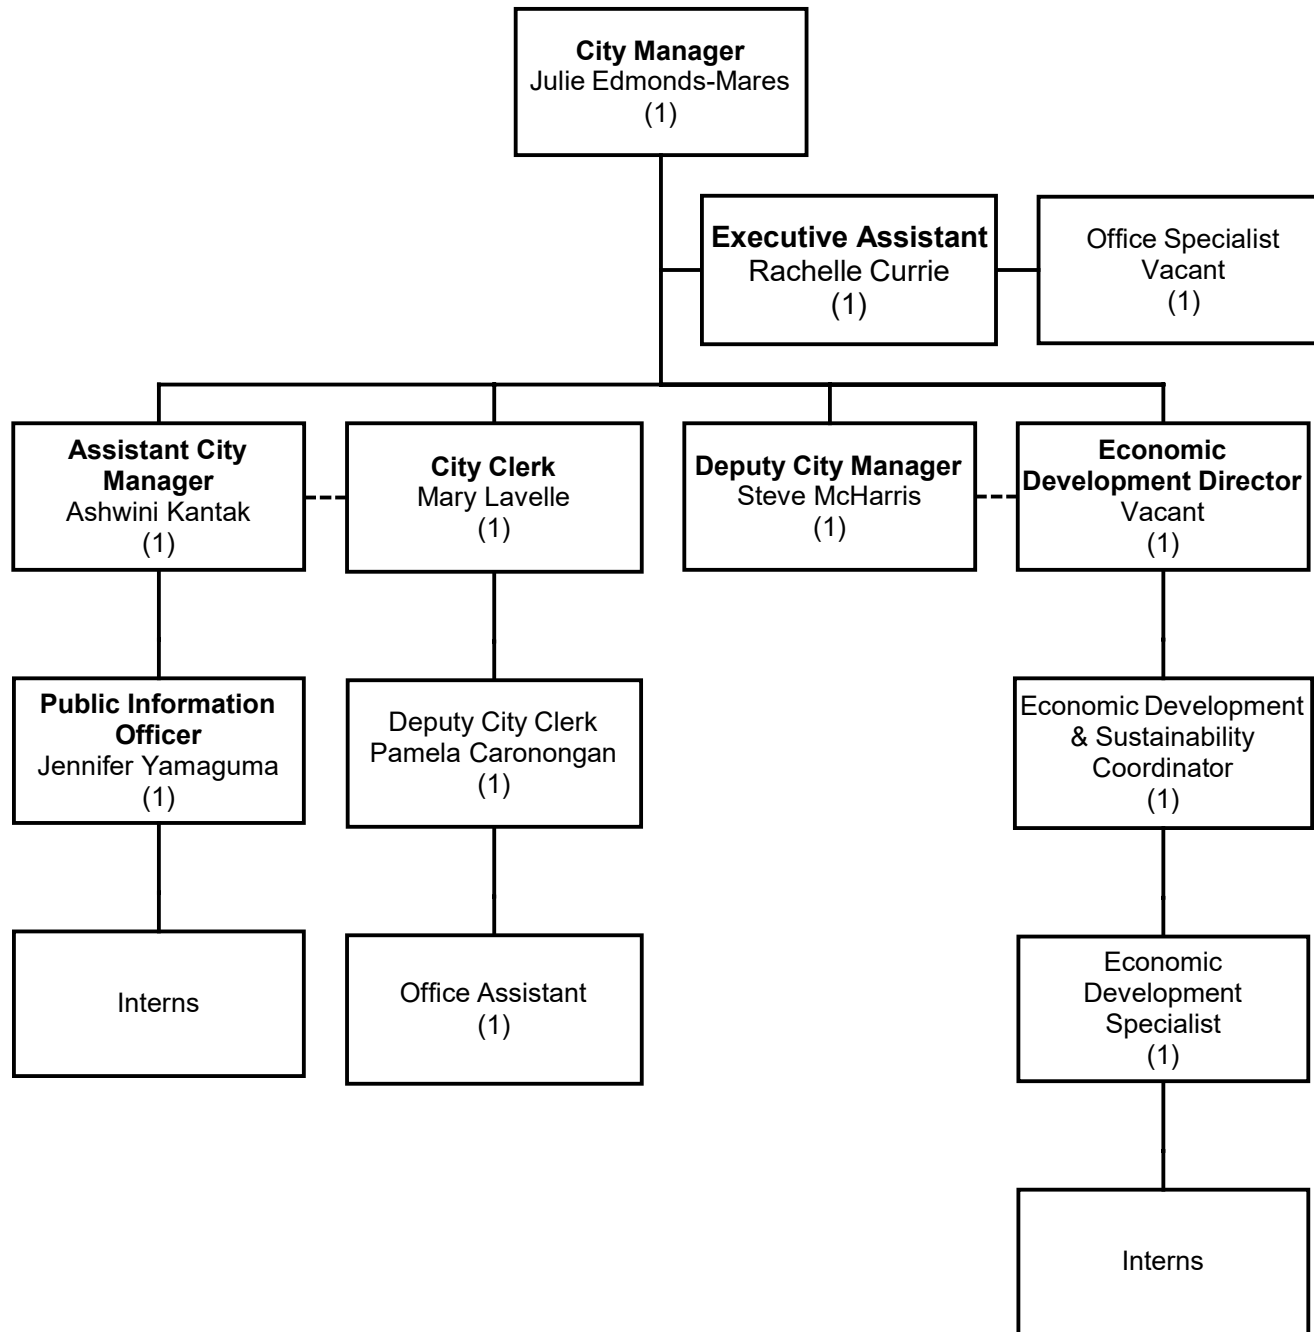 City Manager
Julie Edmonds-Mares
(1)
Executive Assistant
Rachelle Currie
(1)
Office Specialist
Vacant
(1)
Assistant City
Manager
Ashwini Kantak
(1)
City Clerk
Mary Lavelle
(1)
Deputy City Manager
Steve McHarris
(1)
Economic
Development Director
Vacant
(1)
Public Information
Officer
Jennifer Yamaguma
(1)
Deputy City Clerk
Pamela Caronongan
(1)
Economic Development
& Sustainability
Coordinator
(1)
Interns
Office Assistant
(1)
Economic
Development
Specialist
(1)
Interns